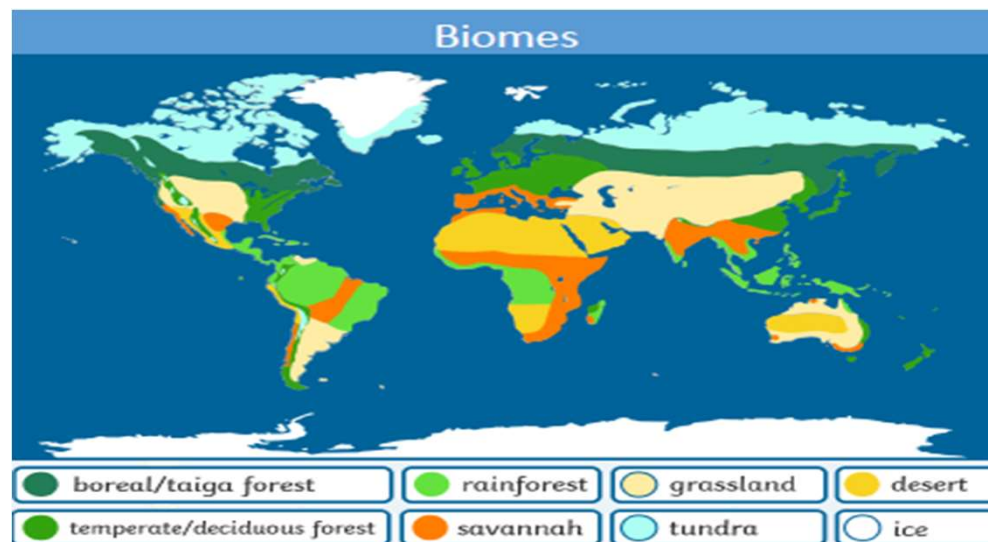 Biomes
boreal/taiga forest rainforest grassland desert
temperate/deciduous forest savannah tundra ice